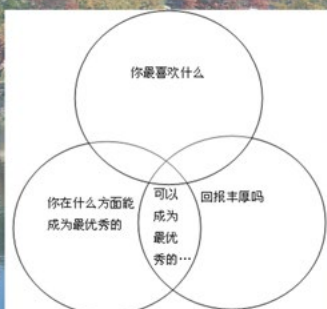 你最喜欢什么
你在什么方面能
成为最优秀的
可以
成为
最优
秀的…
回报丰厚吗